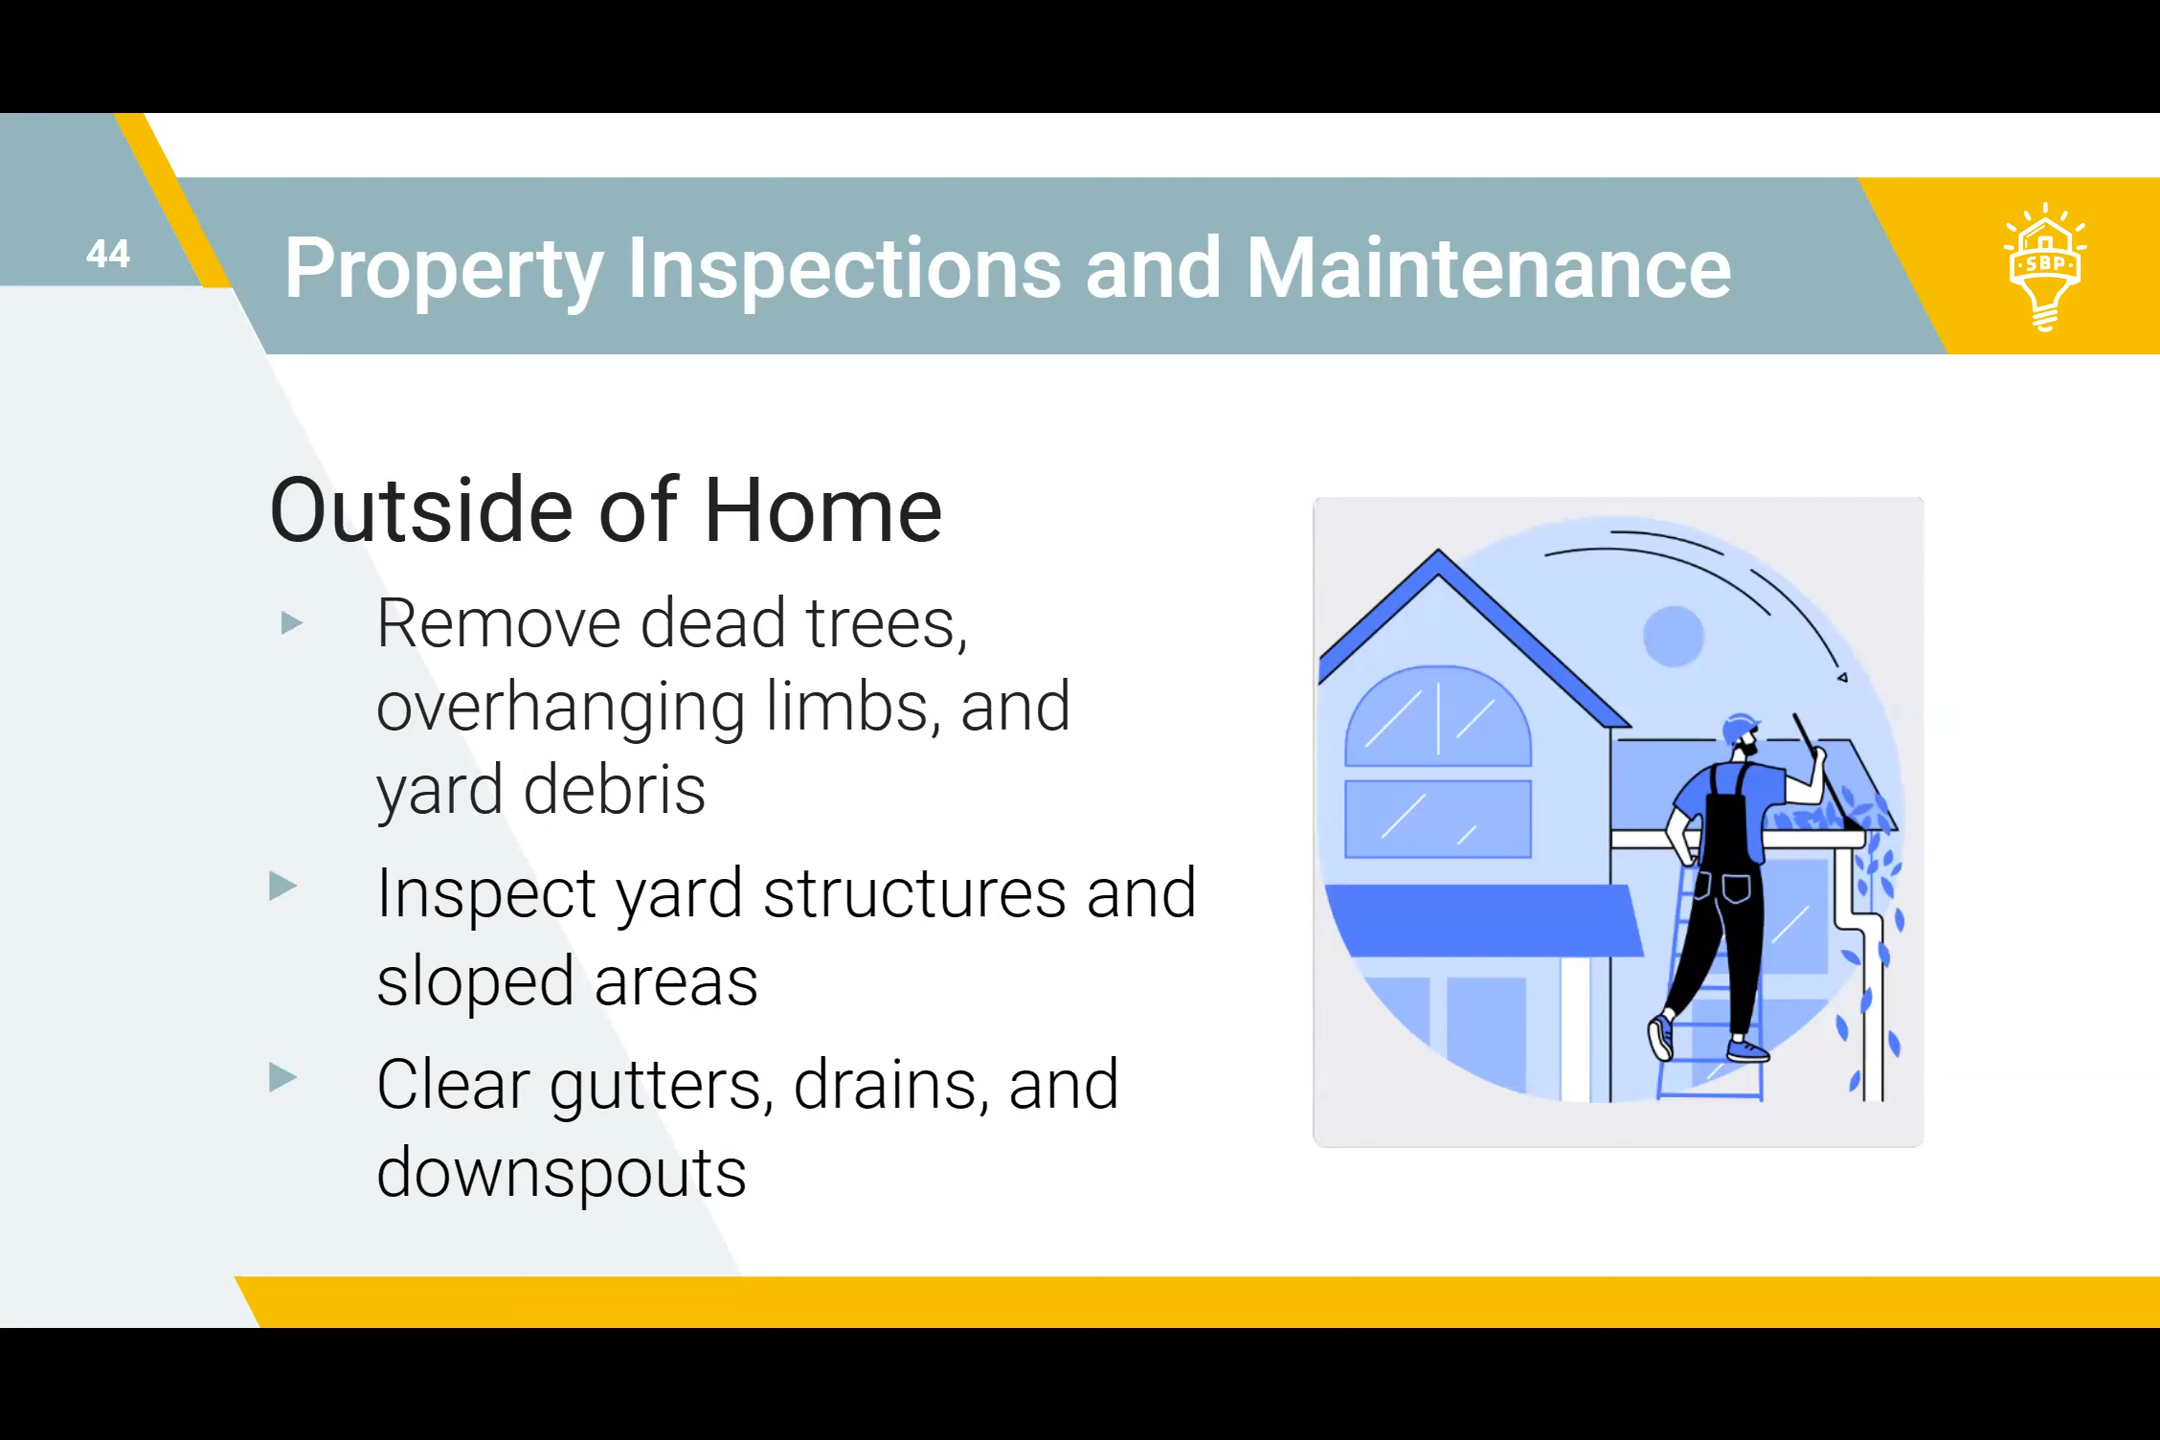 44
Property Inspections and Maintenance
SBP
Outside of Home
Remove dead trees,
overhanging limbs, and
yard debris
Inspect yard structures and
sloped areas
Clear gutters, drains, and
downspouts